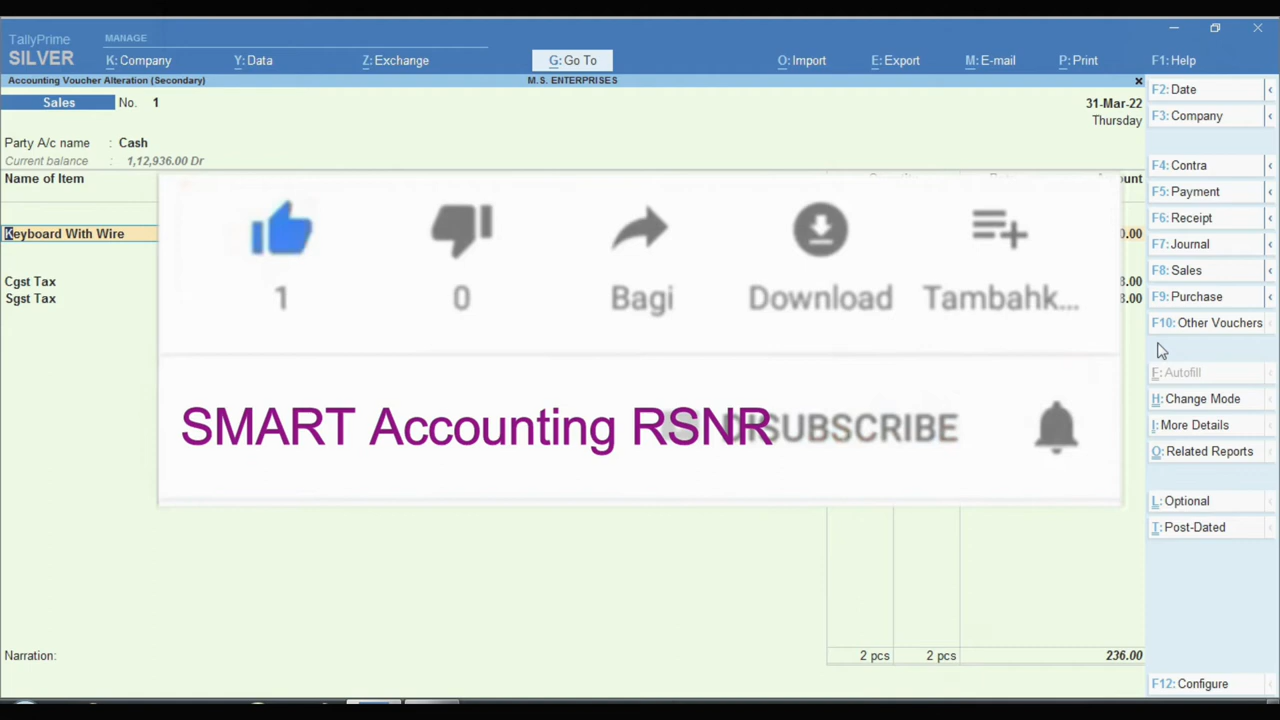 TallyPrime
MANAGE
SILVER
K: Company
Y: Data
Z: Exchange
G: Go To
O: Import
E: Export
M: E-mail
P: Print
F1: Help
Accounting Voucher Alteration (Secondary)
M.S. ENTERPRISES
F2: Date
Sales No. 1
31-Mar-22
F3: Company
Thursday
Party A/c name : Cash
Current balance : 1,12,936.00 Dr
F4: Contra
Name of Item
F5: Payment
F6: Receipt
Keyboard With Wire
F7: Journal
Cgst Tax
F8: Sales
Sgst Tax
F9: Purchase
1
0
Bagi
Download
Tambahk...
F10: Other Vouchers
F: Autofill
H: Change Mode
I: More Details
SMART Accounting RSNR
DISUBSCRIBE
O: Related Reports
L: Optional
T: Post-Dated
Narration:
2 pcs
2 pcs
236.00
F12: Configure